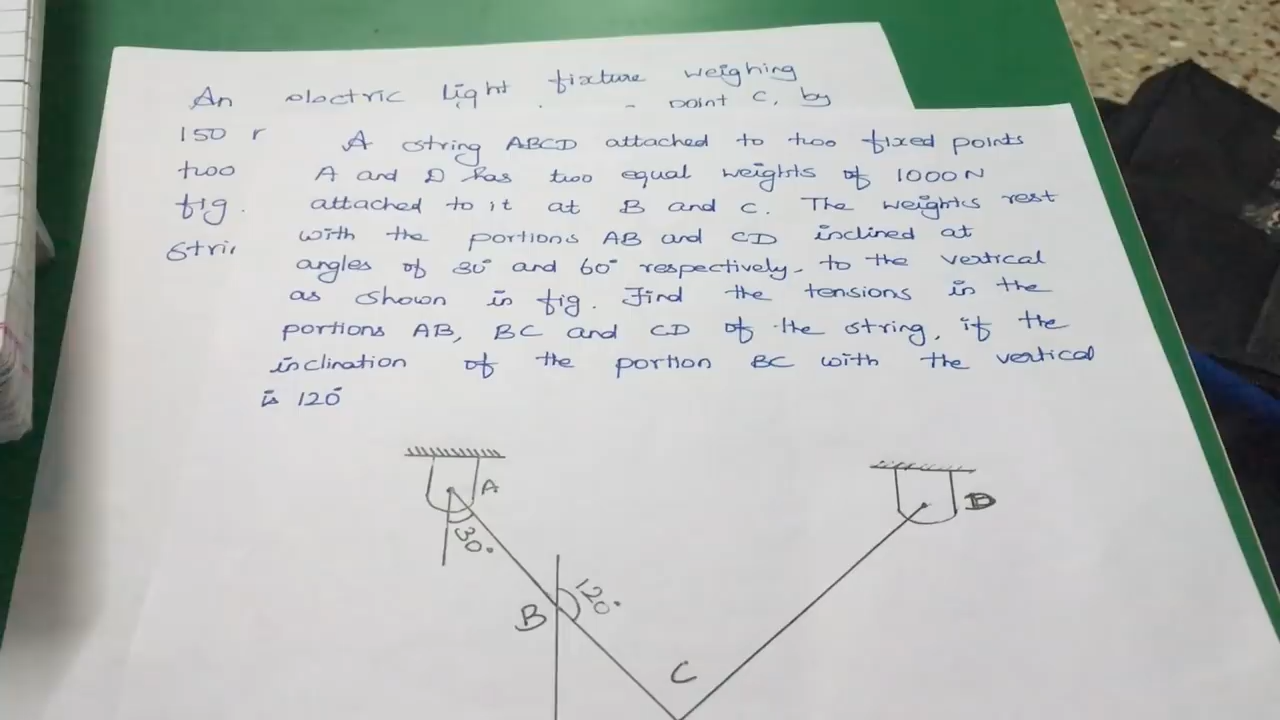 An electric light fixture weighing
point C, by
150
two
fig.
A string ABCD attached to two fixed points
A and D has two equal weights of 1000 N
attached to it at B and C. The weights rest
with the portions AB and CD inclined at
angles of 30° and 60° respectively, to the vertical
as shown in fig. Find the tensions in the
portions AB, BC and CD of the string, if the
inclination of the portion BC with the vertical
is 120°
A
D
30°
120°
B
C